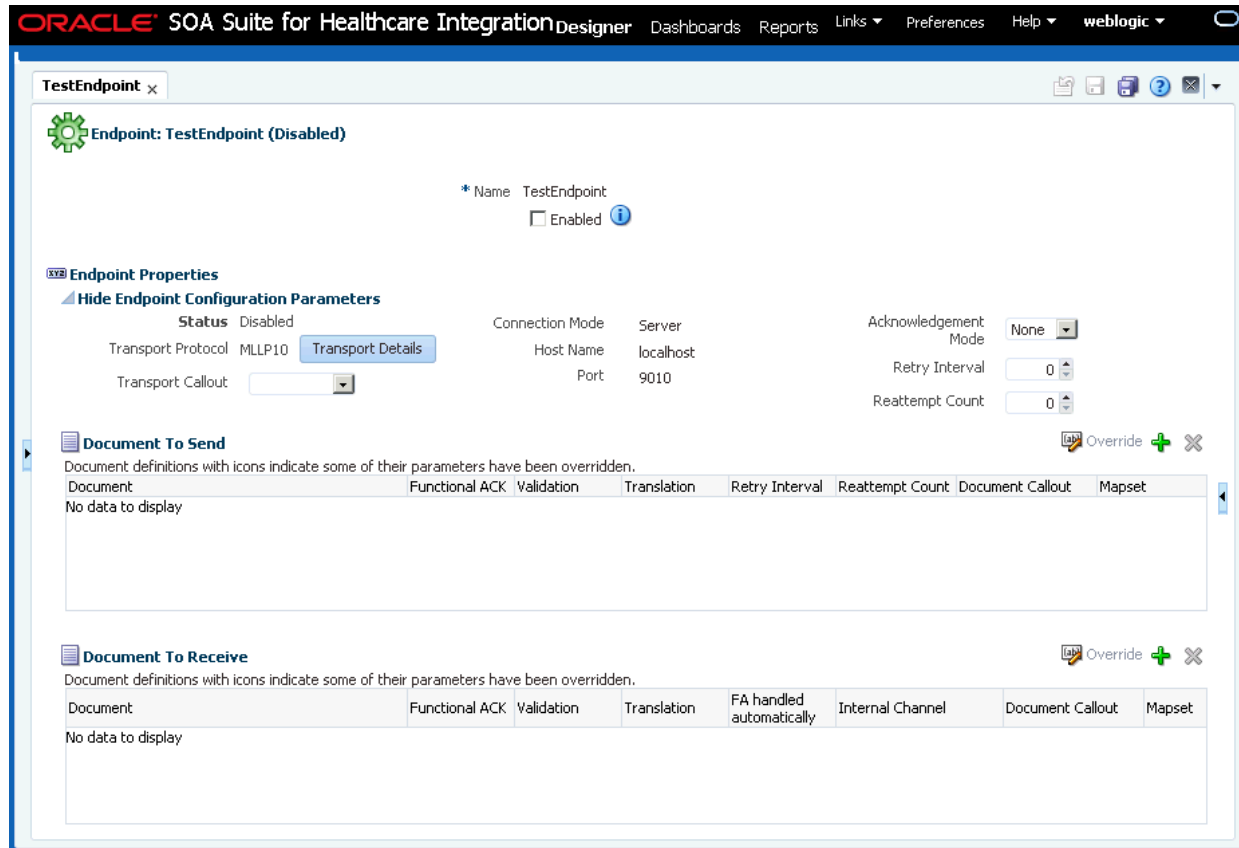 ORACLE SOA Suite for Healthcare Integration Designer Dashboards Reports Links Preferences Help weblogic
TestEndpoint x
Endpoint: TestEndpoint (Disabled)
* Name TestEndpoint
Enabled
Endpoint Properties
Hide Endpoint Configuration Parameters
Status Disabled
Transport Protocol MLLP10 Transport Details
Transport Callout
Connection Mode Server
Host Name localhost
Port 9010
Acknowledgement Mode None
Retry Interval 0
Reattempt Count 0
Document To Send
Override
Document definitions with icons indicate some of their parameters have been overridden.
Document Functional ACK Validation Translation Retry Interval Reattempt Count Document Callout Mapset
No data to display
Document To Receive
Override
Document definitions with icons indicate some of their parameters have been overridden.
Document Functional ACK Validation Translation FA handled automatically Internal Channel Document Callout Mapset
No data to display